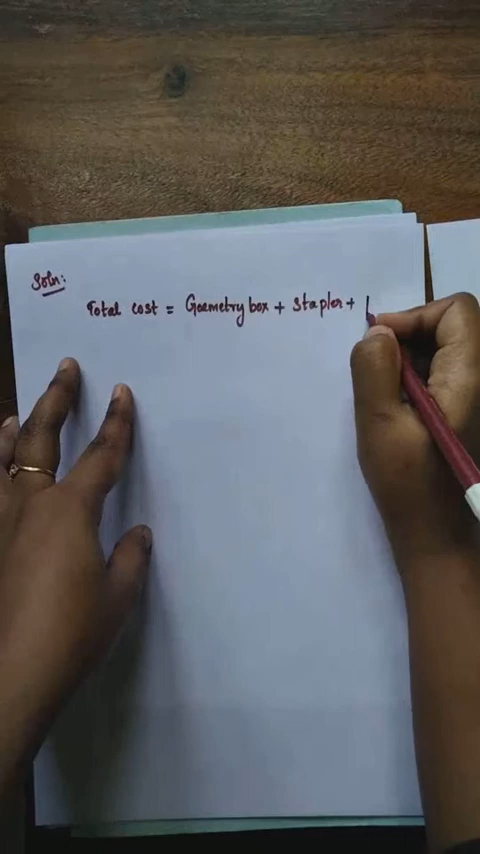 Soln:
Total cost = Geometry box + Stapler +